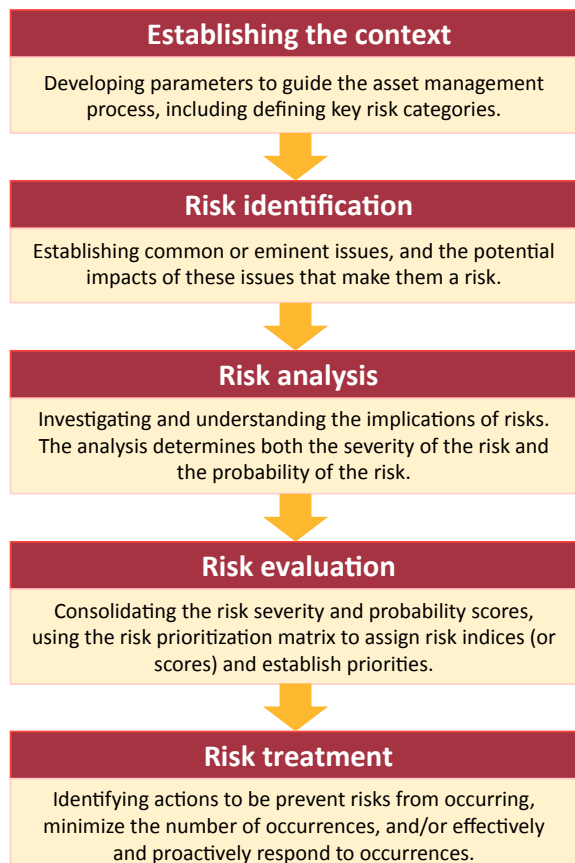 Establishing the context
Developing parameters to guide the asset management
process, including defining key risk categories.
Risk identification
Establishing common or eminent issues, and the potential
impacts of these issues that make them a risk.
Risk analysis
Investigating and understanding the implications of risks.
The analysis determines both the severity of the risk and
the probability of the risk.
Risk evaluation
Consolidating the risk severity and probability scores,
using the risk prioritization matrix to assign risk indices (or
scores) and establish priorities.
Risk treatment
Identifying actions to be prevent risks from occurring,
minimize the number of occurrences, and/or effectively
and proactively respond to occurrences.